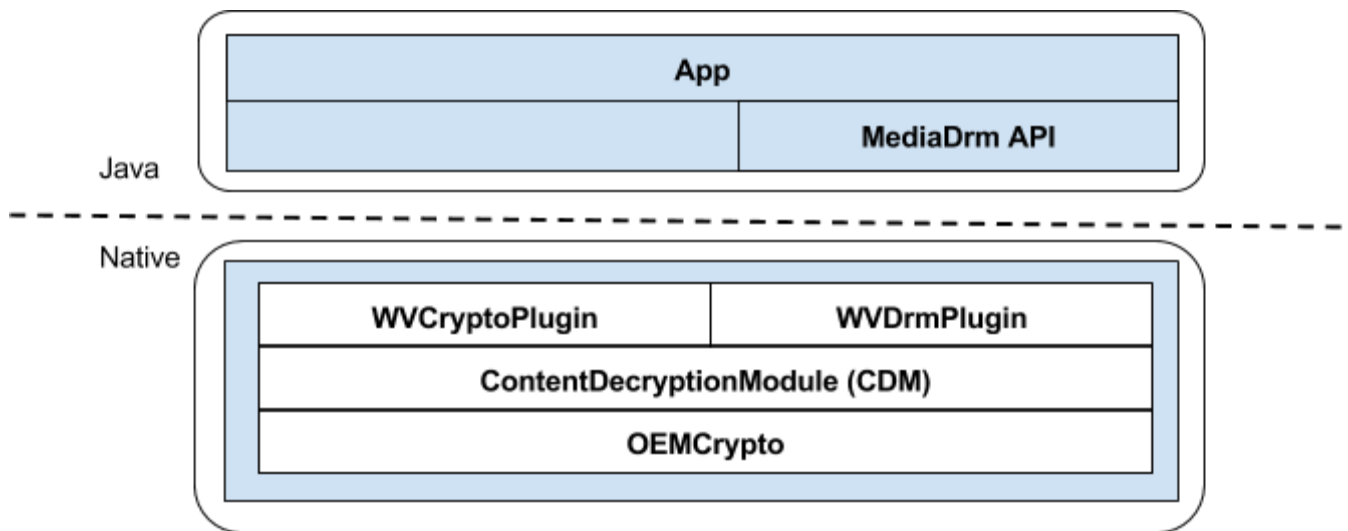 App
MediaDrm API
Java
Native
WVCryptoPlugin
WVDrmPlugin
ContentDecryptionModule (CDM)
OEMCrypto